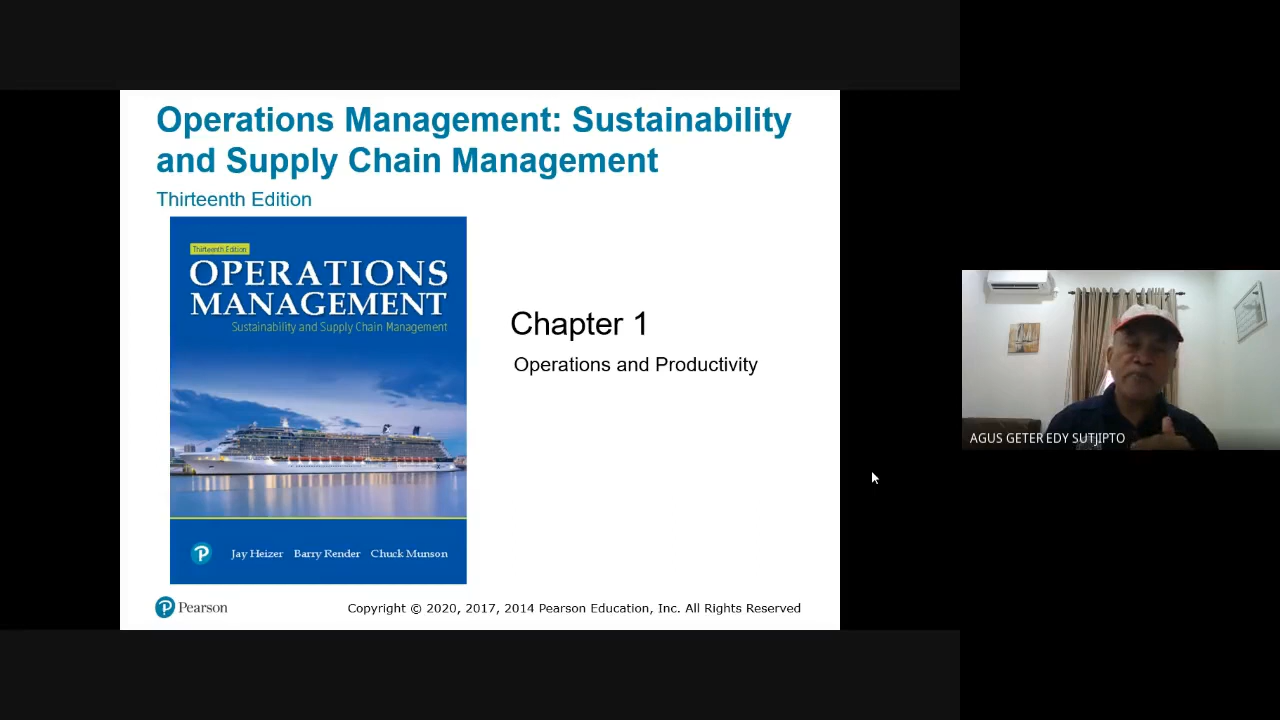 Operations Management: Sustainability
and Supply Chain Management
Thirteenth Edition
Thirteenth Edition
OPERATIONS
MANAGEMENT
Sustainability and Supply Chain Management
Chapter 1
Operations and Productivity
Jay Heizer Barry Render Chuck Munson
Pearson
Copyright © 2020, 2017, 2014 Pearson Education, Inc. All Rights Reserved
AGUS GETER EDY SUTJIPTO